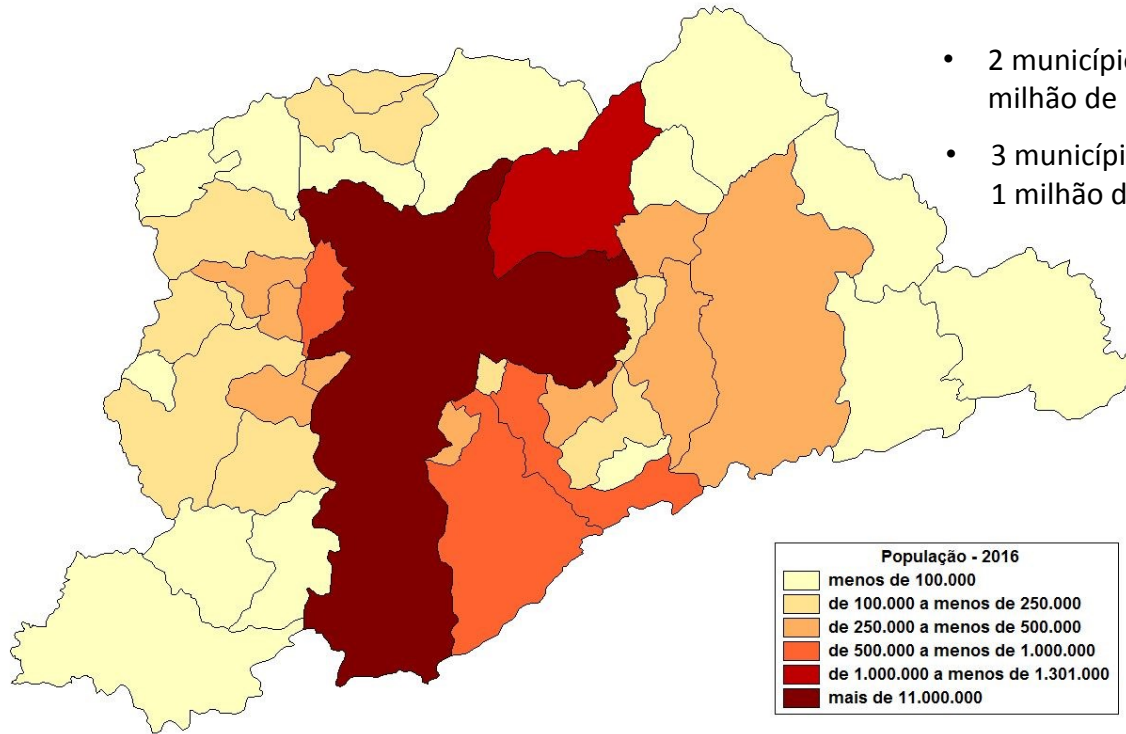 • 2 município
milhão de
• 3 municípi
1 milhão d
População - 2016
menos de 100.000
de 100.000 a menos de 250.000
de 250.000 a menos de 500.000
de 500.000 a menos de 1.000.000
de 1.000.000 a menos de 1.301.000
mais de 11.000.000